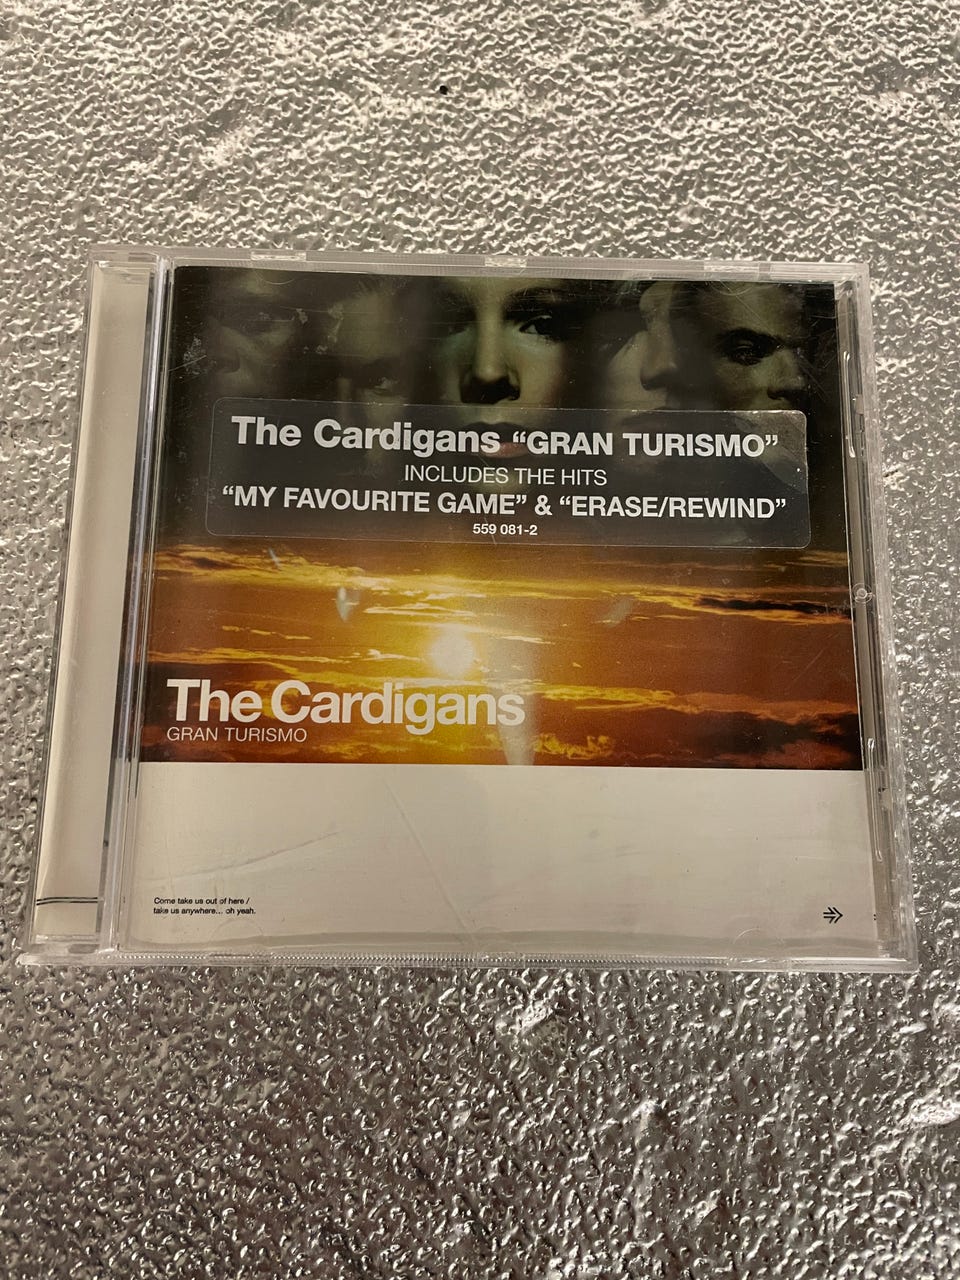 The Cardigans “GRAN TURISMO”
INCLUDES THE HITS
“MY FAVOURITE GAME” & “ERASE/REWIND”
559 081-2
The Cardigans
GRAN TURISMO
Come take us out of here /
take us anywhere... oh yeah.